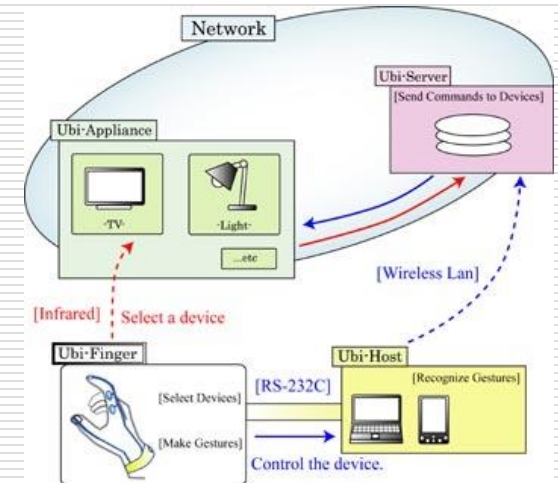 Network
Ubi-Server
[Send Commands to Devices]
Ubi-Appliance
-TV-
-Light-
...etc
[Wireless Lan]
[Infrared]
Select a device
Ubi-Finger
[Select Devices]
[Make Gestures]
[RS-232C]
Control the device.
Ubi-Host
[Recognize Gestures]